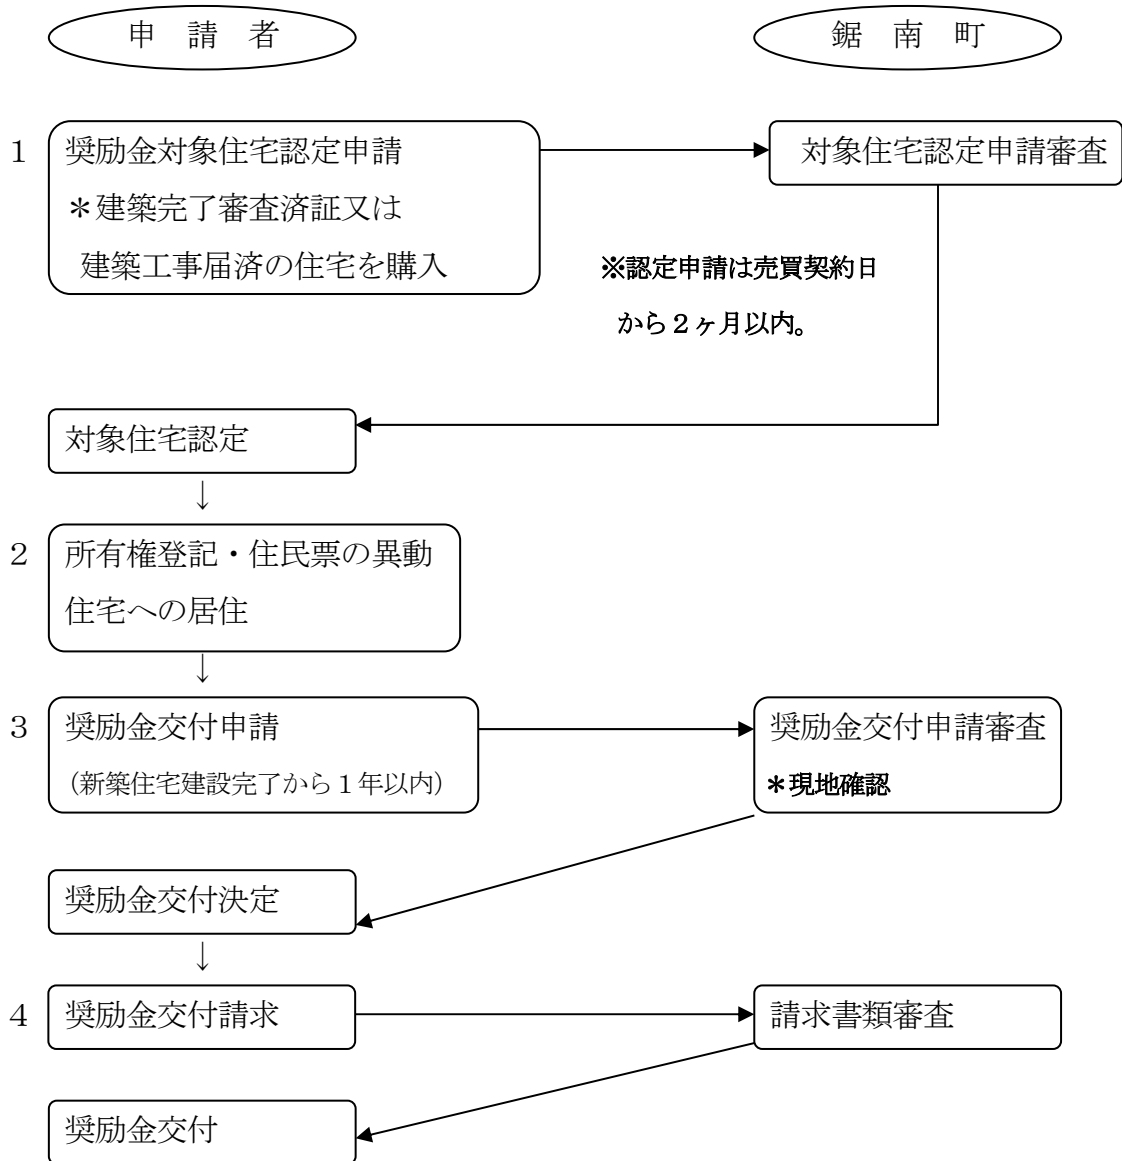 申　請　者
鋸　南　町
1
奨励金対象住宅認定申請
＊建築完了審査済証又は
建築工事届済の住宅を購入
対象住宅認定申請審査
※認定申請は売買契約日
から２ヶ月以内。
対象住宅認定
↓
2
所有権登記・住民票の異動
住宅への居住
↓
3
奨励金交付申請
（新築住宅建設完了から１年以内）
奨励金交付申請審査
＊現地確認
奨励金交付決定
↓
4
奨励金交付請求
請求書類審査
奨励金交付